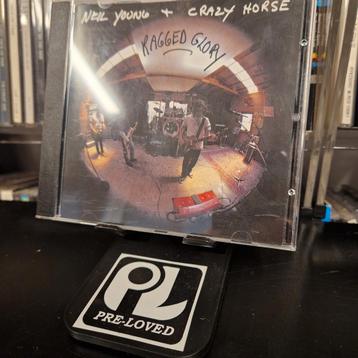 NEIL YOUNG + CRAZY HORSE
RAGGED GLORY
PL
PRE-LOVED